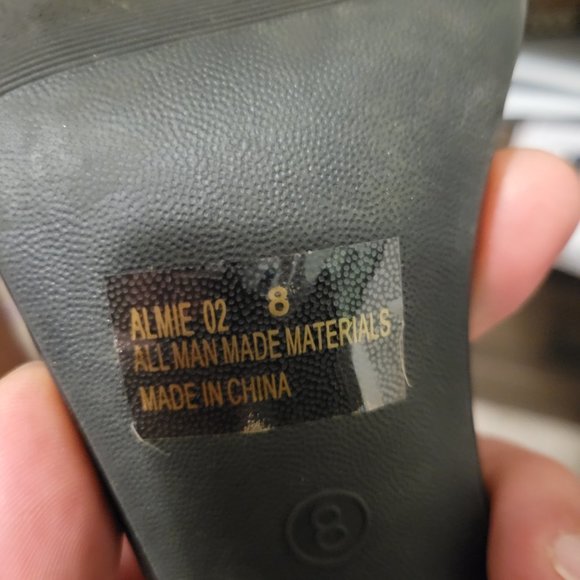 ALMIE 02 8
ALL MAN MADE MATERIALS
MADE IN CHINA
8